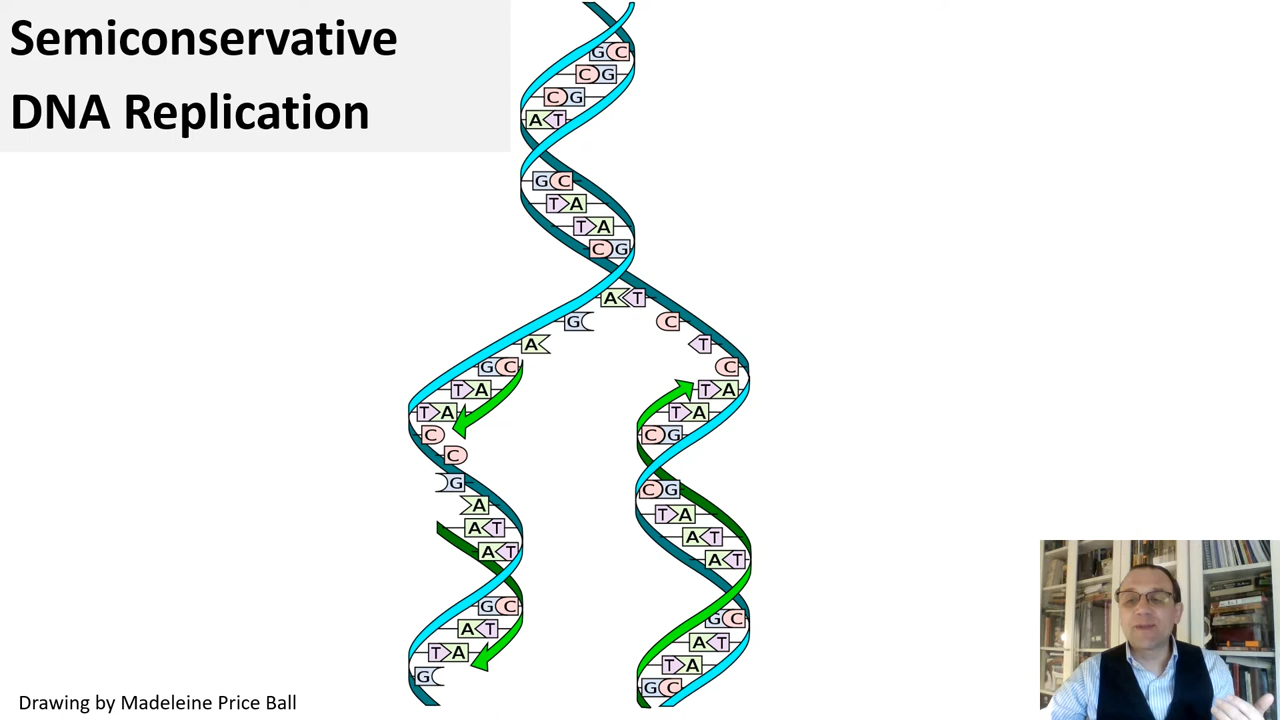 Semiconservative
DNA Replication
G C
C G
C G
A T
G C
T A
T A
C G
A T
G C
A T
G C C
T A T A
T A T A
C C G
C
G C G
A T A
A T A T
A T A T
G C G C
A T A T
T A T A
G G C
Drawing by Madeleine Price Ball